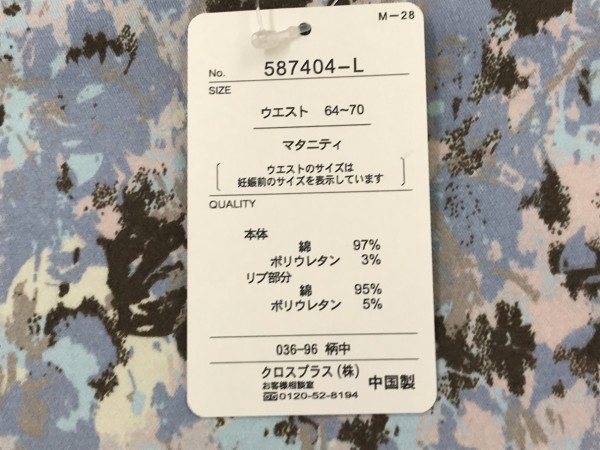 M-28
No. 587404-L
SIZE
ウエスト 64~70
マタニティ
ウエストのサイズは
妊娠前のサイズを表示しています
QUALITY
本体
綿 97%
ポリウレタン 3%
リブ部分
綿 95%
ポリウレタン 5%
036-96 柄中
クロスプラス(株)
お客様相談室
0120-52-8194
中国製